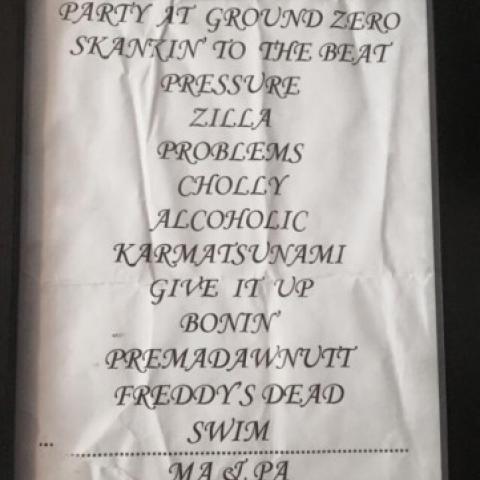 PARTY AT GROUND ZERO
SKANKIN' TO THE BEAT
PRESSURE
ZILLA
PROBLEMS
CHOLLY
ALCOHOLIC
KARMATSUNAMI
GIVE IT UP
BONIN'
PREMADAWNUTT
FREDDY'S DEAD
SWIM
...
MA & PA